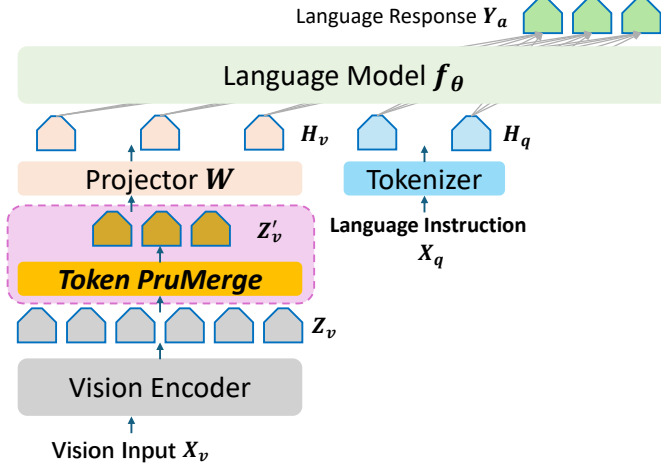 Language Response Y_a
Language Model f_θ
H_v
H_q
Projector W
Tokenizer
Z'_v
Language Instruction
X_q
Token PruMerge
Z_v
Vision Encoder
Vision Input X_v